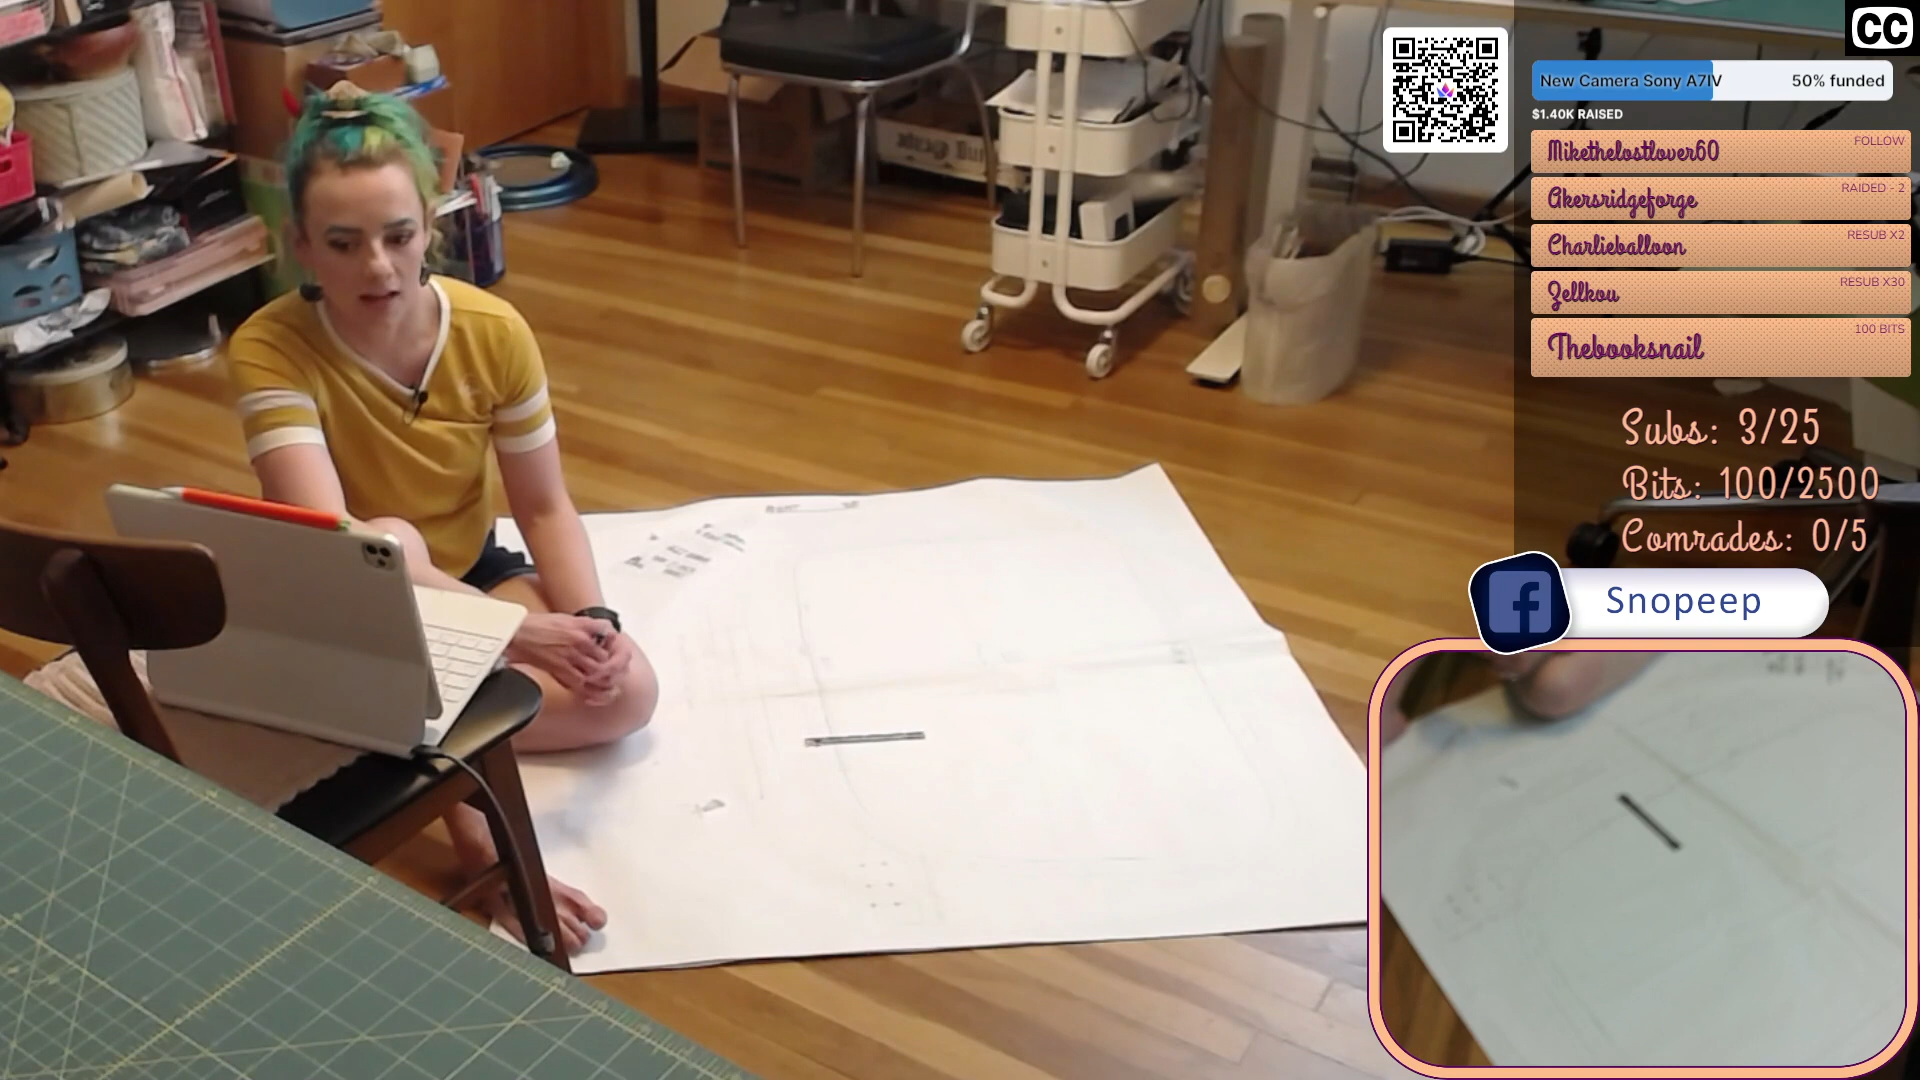 CC
New Camera Sony A7IV 50% funded
$1.40K RAISED
Mikethelostlover60 FOLLOW
Akersridgeforge RAIDED - 2
Charlieballoon RESUB X2
Zellkou RESUB X30
Thebooksnail 100 BITS
Subs: 3/25
Bits: 100/2500
Comrades: 0/5
Snopeep